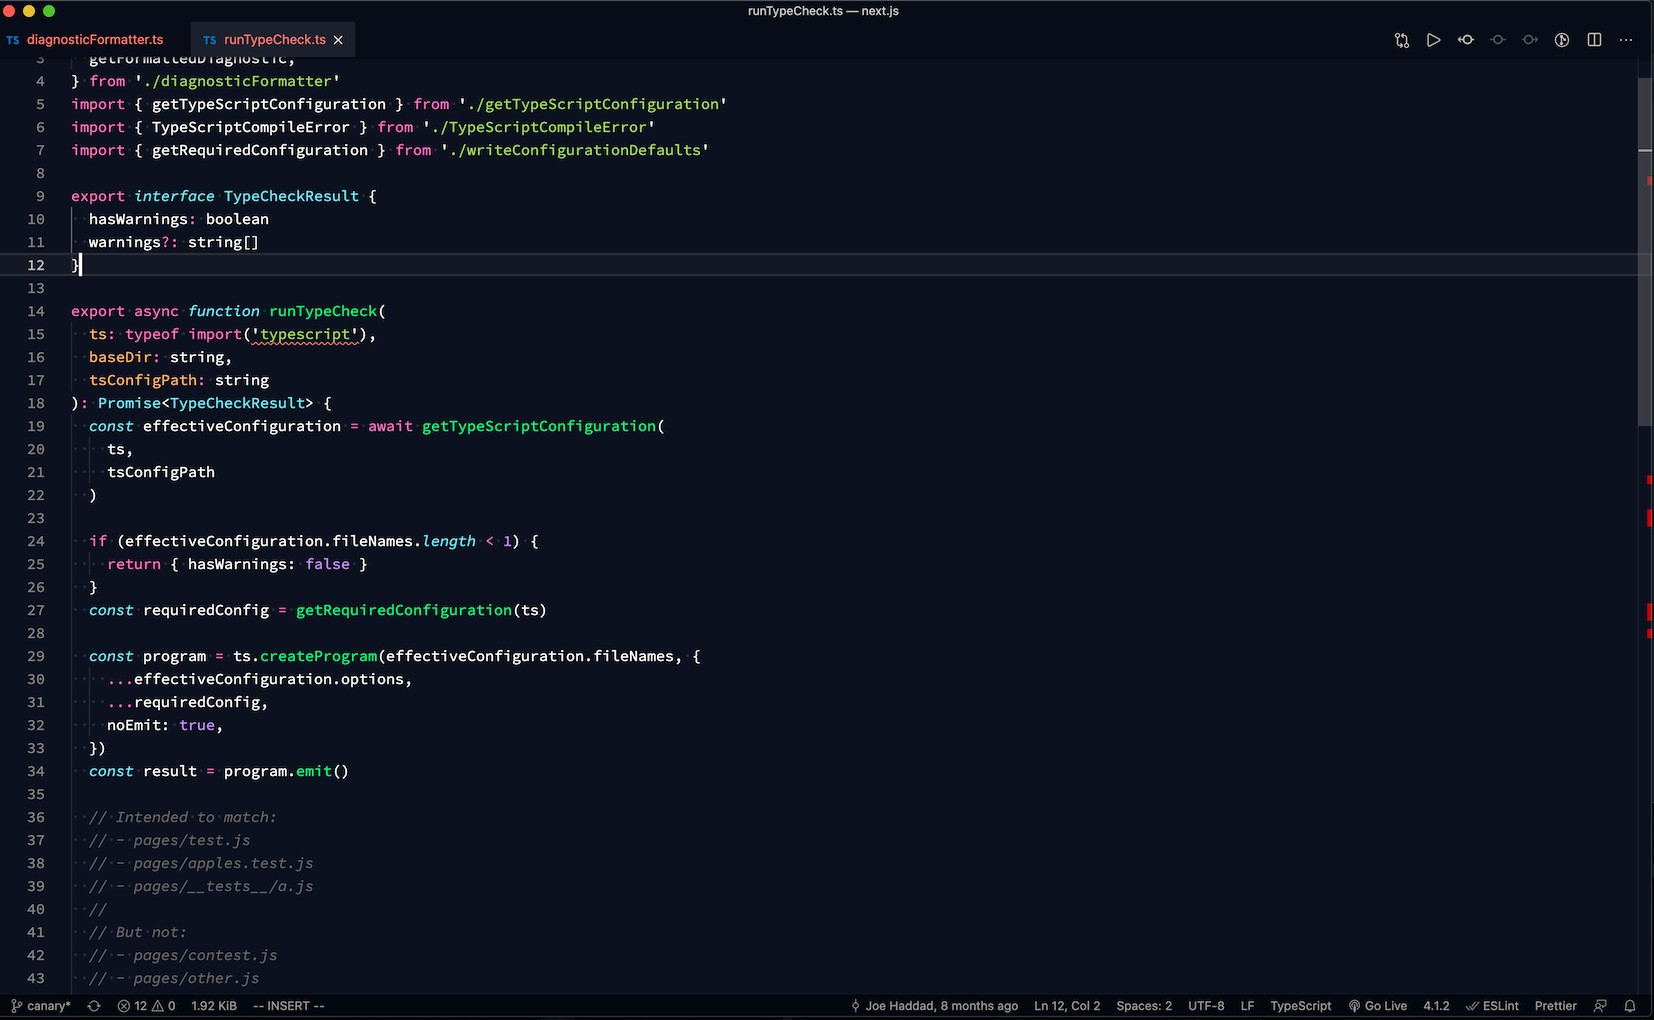 runTypeCheck.ts — next.js
TS diagnosticFormatter.ts TS runTypeCheck.ts
3 getFormattedDiagnostic,
4 } from './diagnosticFormatter'
5 import { getTypeScriptConfiguration } from './getTypeScriptConfiguration'
6 import { TypeScriptCompileError } from './TypeScriptCompileError'
7 import { getRequiredConfiguration } from './writeConfigurationDefaults'
8
9 export interface TypeCheckResult {
10 hasWarnings: boolean
11 warnings?: string[]
12 }
13
14 export async function runTypeCheck(
15 ts: typeof import('typescript'),
16 baseDir: string,
17 tsConfigPath: string
18 ): Promise<TypeCheckResult> {
19 const effectiveConfiguration = await getTypeScriptConfiguration(
20 ts,
21 tsConfigPath
22 )
23
24 if (effectiveConfiguration.fileNames.length < 1) {
25 return { hasWarnings: false }
26 }
27 const requiredConfig = getRequiredConfiguration(ts)
28
29 const program = ts.createProgram(effectiveConfiguration.fileNames, {
30 ...effectiveConfiguration.options,
31 ...requiredConfig,
32 noEmit: true,
33 })
34 const result = program.emit()
35
36 // Intended to match:
37 // - pages/test.js
38 // - pages/apples.test.js
39 // - pages/__tests__/a.js
40 //
41 // But not:
42 // - pages/contest.js
43 // - pages/other.js
canary* 12 0 1.92 KiB -- INSERT -- Joe Haddad, 8 months ago Ln 12, Col 2 Spaces: 2 UTF-8 LF TypeScript Go Live 4.1.2 ESLint Prettier